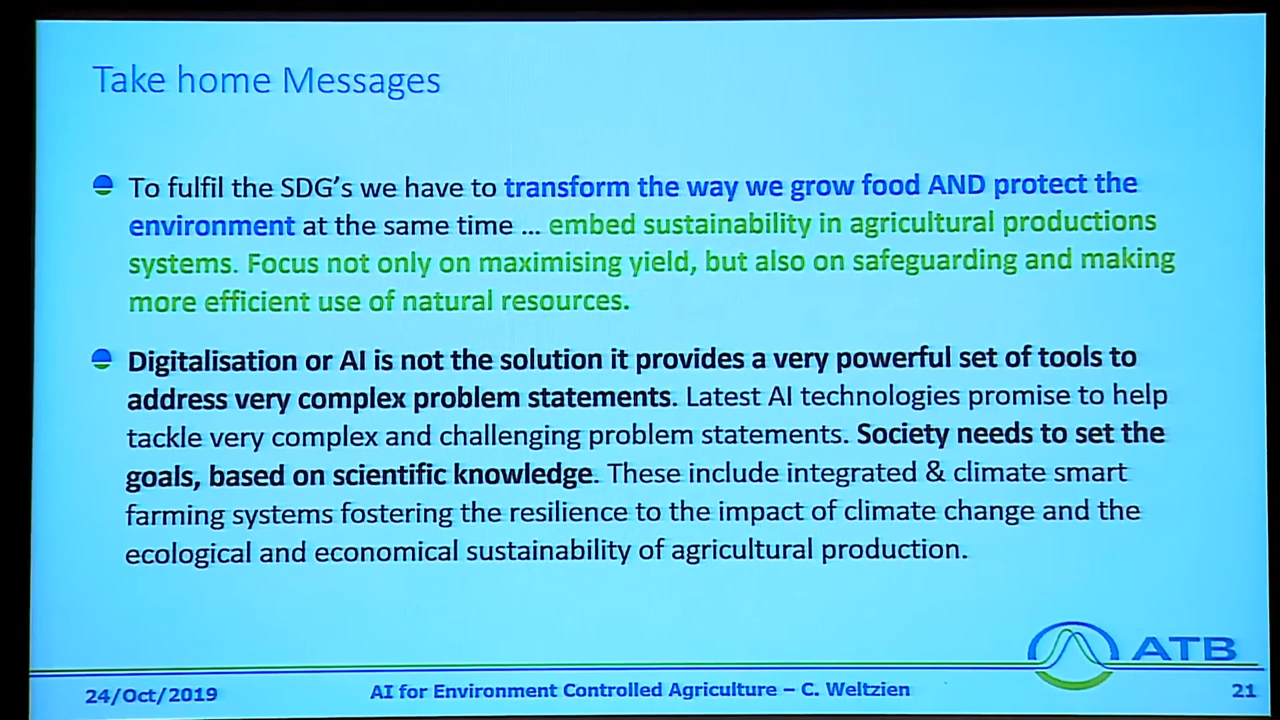 Take home Messages
To fulfil the SDG's we have to transform the way we grow food AND protect the
environment at the same time ... embed sustainability in agricultural productions
systems. Focus not only on maximising yield, but also on safeguarding and making
more efficient use of natural resources.
Digitalisation or AI is not the solution it provides a very powerful set of tools to
address very complex problem statements. Latest AI technologies promise to help
tackle very complex and challenging problem statements. Society needs to set the
goals, based on scientific knowledge. These include integrated & climate smart
farming systems fostering the resilience to the impact of climate change and the
ecological and economical sustainability of agricultural production.
ATB
24/Oct/2019
AI for Environment Controlled Agriculture – C. Weltzien
21